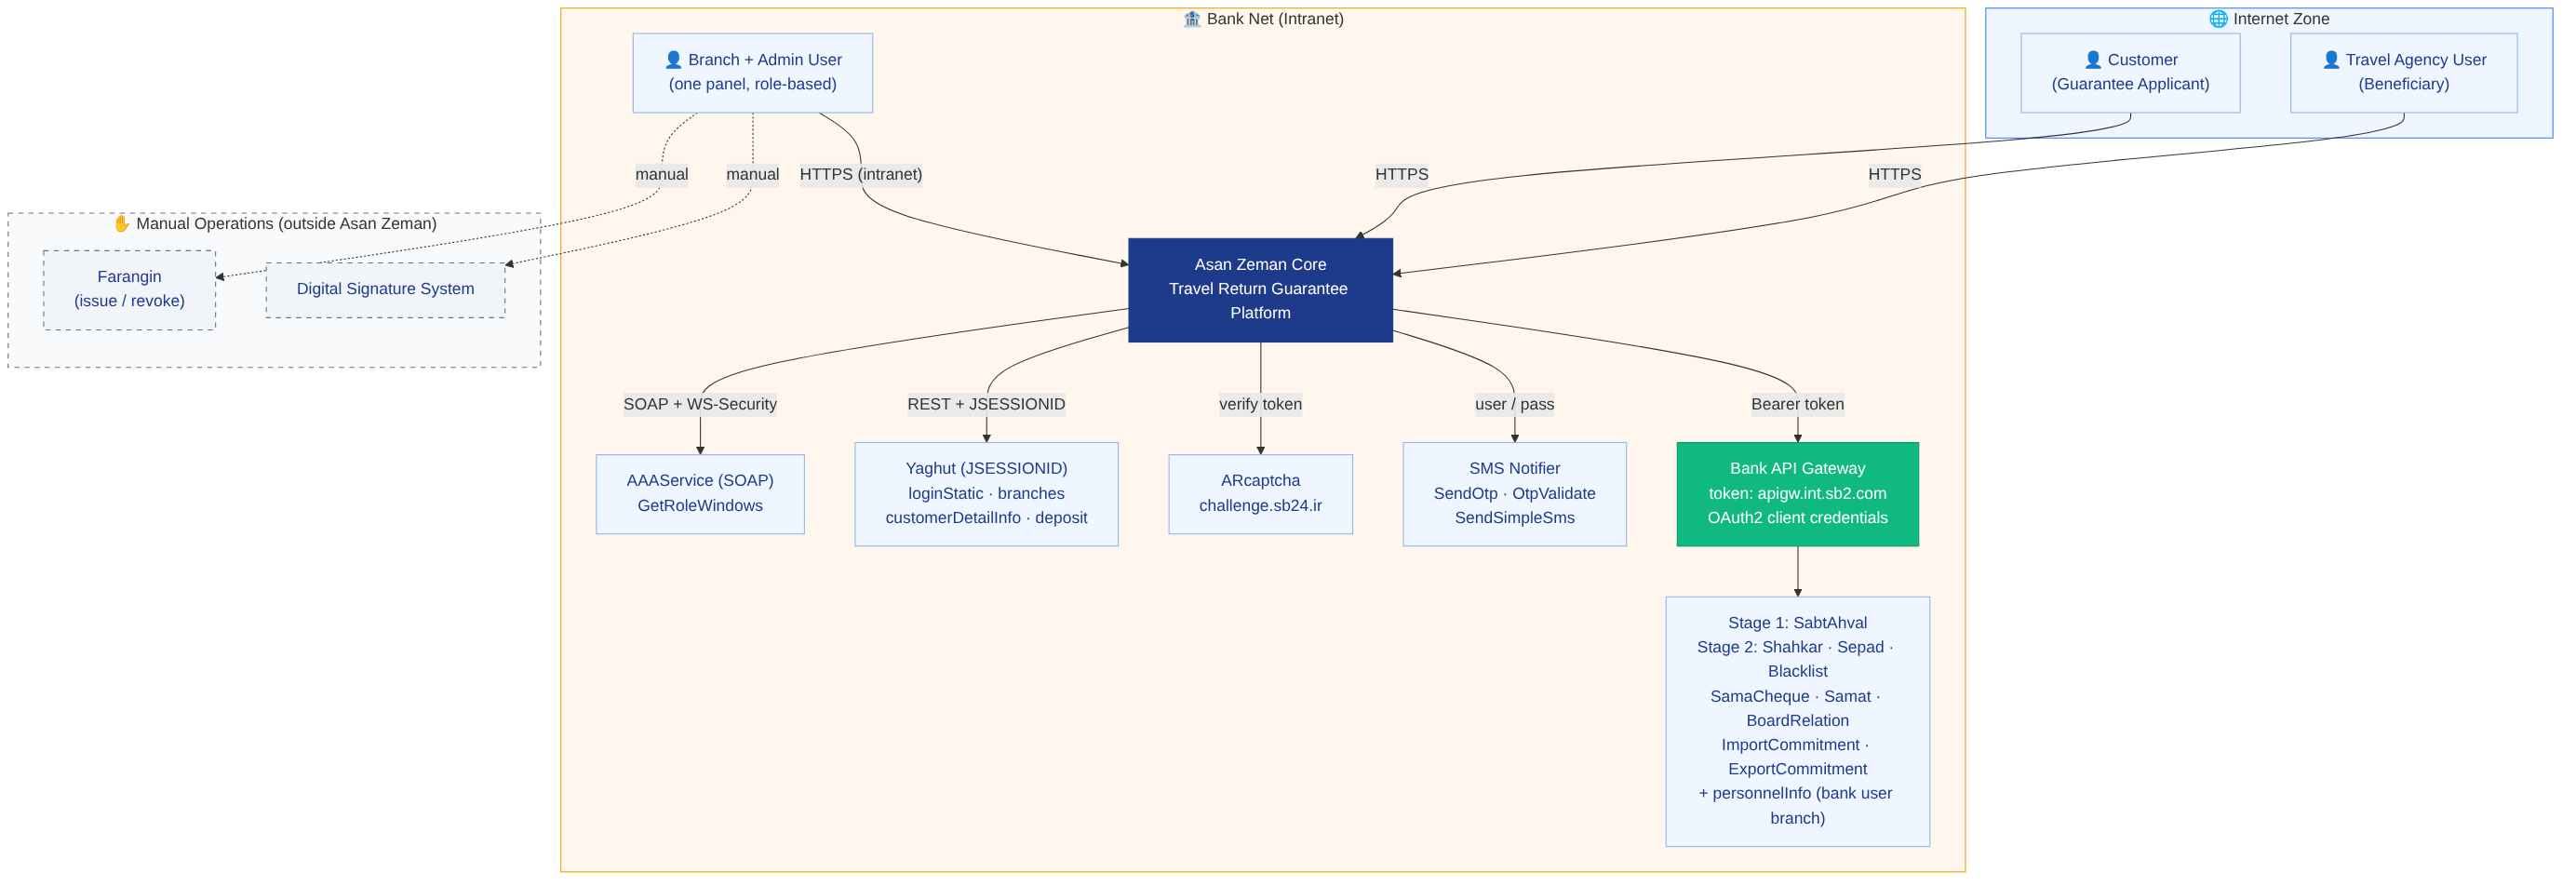 🏦 Bank Net (Intranet)
🌐 Internet Zone
👤 Branch + Admin User
(one panel, role-based)
👤 Customer
(Guarantee Applicant)
👤 Travel Agency User
(Beneficiary)
manual
manual
HTTPS (intranet)
HTTPS
HTTPS
✋ Manual Operations (outside Asan Zeman)
Farangin
(issue / revoke)
Digital Signature System
Asan Zeman Core
Travel Return Guarantee
Platform
SOAP + WS-Security
REST + JSESSIONID
verify token
user / pass
Bearer token
AAAService (SOAP)
GetRoleWindows
Yaghut (JSESSIONID)
loginStatic · branches
customerDetailInfo · deposit
ARcaptcha
challenge.sb24.ir
SMS Notifier
SendOtp · OtpValidate
SendSimpleSms
Bank API Gateway
token: apigw.int.sb2.com
OAuth2 client credentials
Stage 1: SabtAhval
Stage 2: Shahkar · Sepad ·
Blacklist
SamaCheque · Samat ·
BoardRelation
ImportCommitment ·
ExportCommitment
+ personnelInfo (bank user
branch)